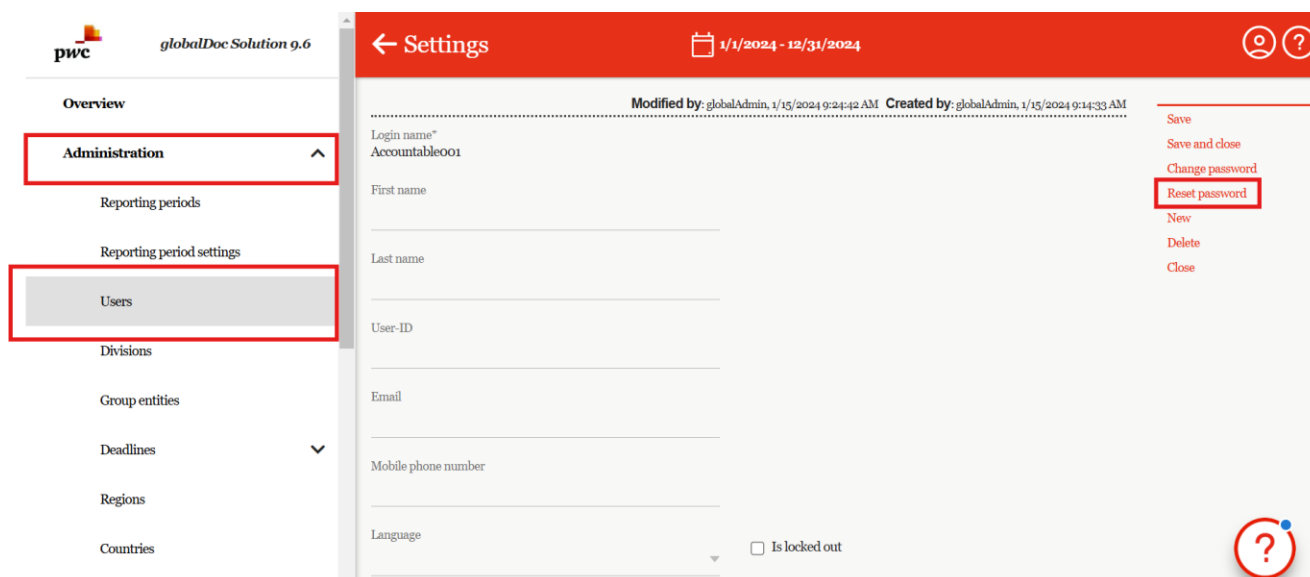 pwc
globalDoc Solution 9.6
Overview
Administration
Reporting periods
Reporting period settings
Users
Divisions
Group entities
Deadlines
Regions
Countries
Settings
1/1/2024 - 12/31/2024
?
Modified by: globalAdmin, 1/15/2024 9:24:42 AM Created by: globalAdmin, 1/15/2024 9:14:33 AM
Login name*
Accountable001
First name
Last name
User-ID
Email
Mobile phone number
Language
Is locked out
Save
Save and close
Change password
Reset password
New
Delete
Close
?